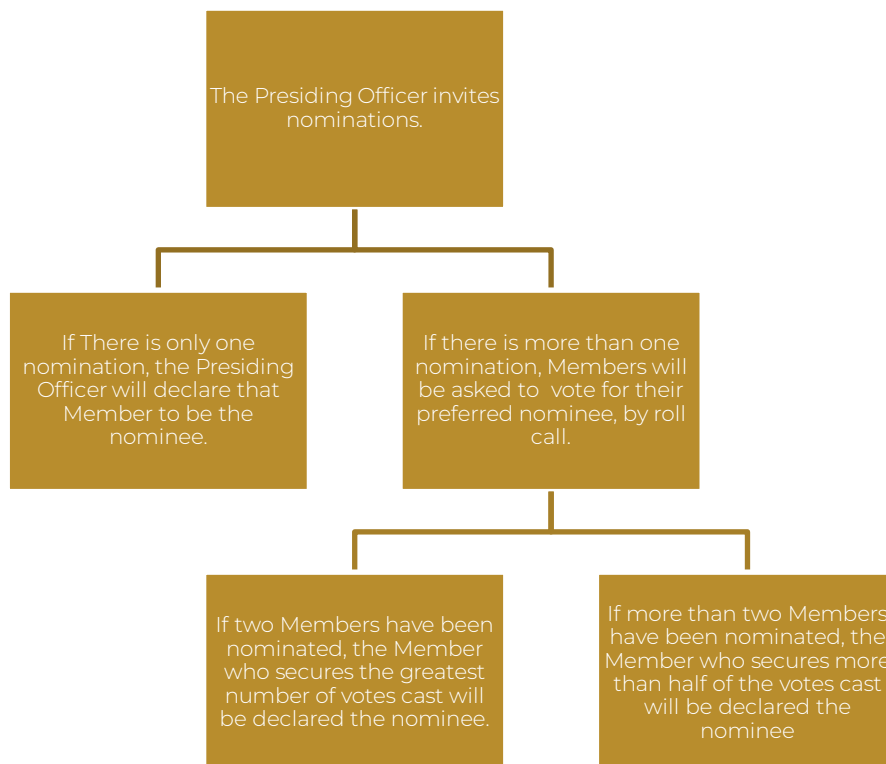 The Presiding Officer invites
nominations.
If There is only one
nomination, the Presiding
Officer will declare that
Member to be the
nominee.
If there is more than one
nomination, Members will
be asked to  vote for their
preferred nominee, by roll
call.
If two Members have been
nominated, the Member
who secures the greatest
number of votes cast will
be declared the nominee.
If more than two Members
have been nominated, the
Member who secures more
than half of the votes cast
will be declared the
nominee